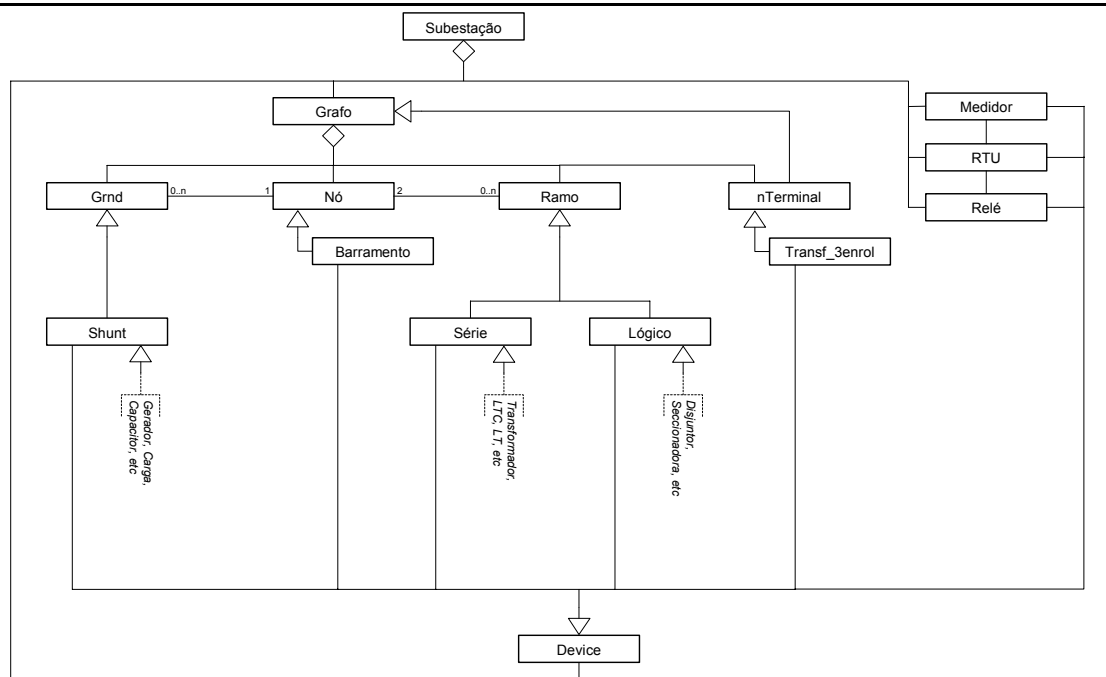 Subestação
Grafo
Medidor
RTU
Relé
Grnd
0..n
1
Nó
2
0..n
Ramo
nTerminal
Barramento
Transf_3enrol
Shunt
Série
Lógico
Gerador, Carga,
Capacitor, etc
Transformador,
LTC, LT, etc
Disjuntor,
Seccionadora, etc
Device